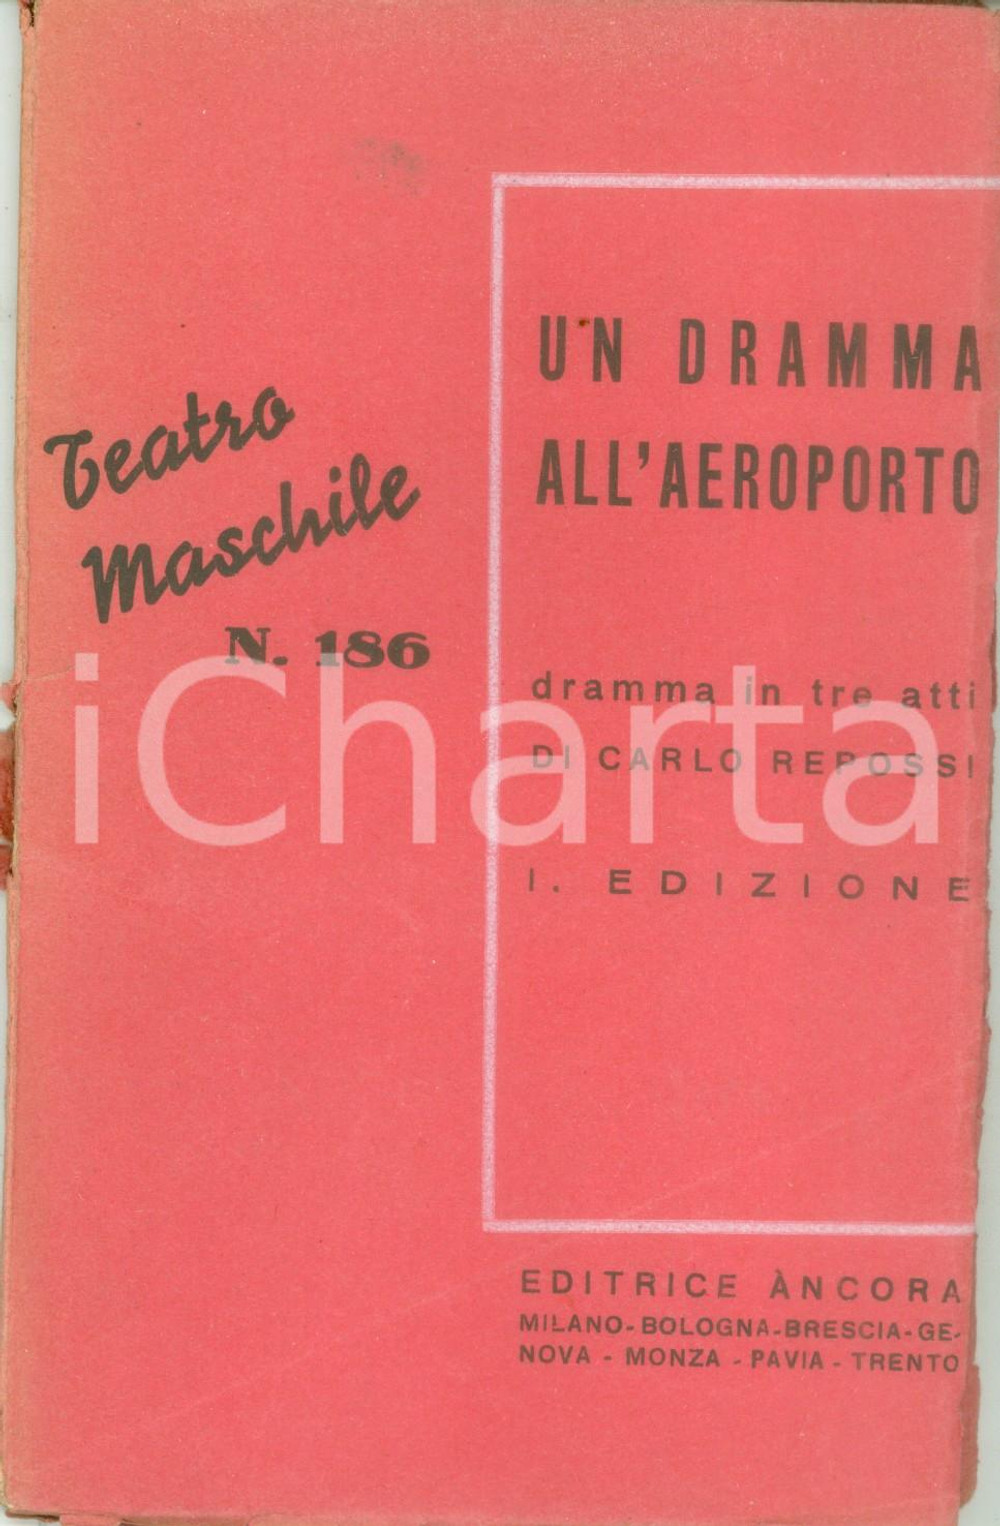 Teatro
Maschile
N. 186
UN DRAMMA
ALL'AEROPORTO
dramma in tre atti
DI CARLO REPOSSI
I. EDIZIONE
EDITRICE ÀNCORA
MILANO-BOLOGNA-BRESCIA-GE-
NOVA - MONZA - PAVIA - TRENTO
iCharta